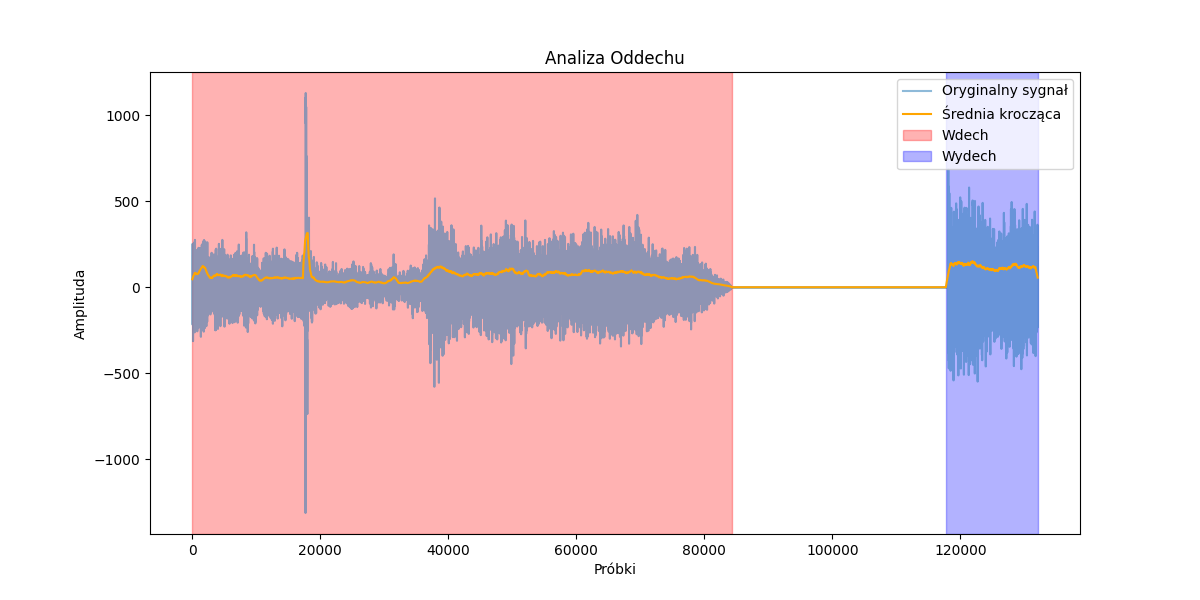 Analiza Oddechu
Oryginalny sygnał
Średnia krocząca
Wdech
Wydech
Amplituda
1000
500
0
−500
−1000
0 20000 40000 60000 80000 100000 120000
Próbki